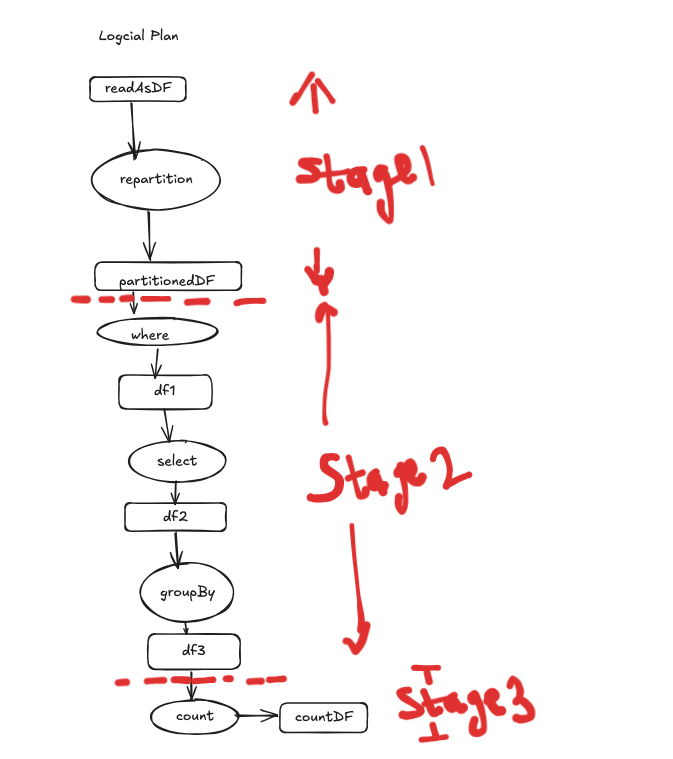 Logcial Plan
readAsDF
stage1
repartition
partitionedDF
where
df1
select
Stage2
df2
groupBy
df3
stage3
count
countDF